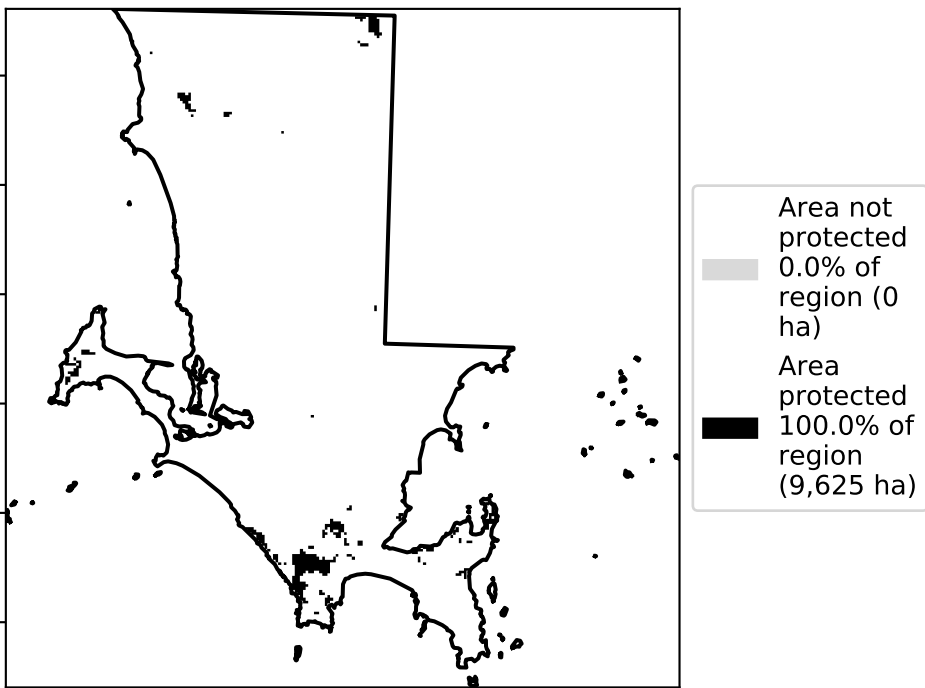 Area not
protected
0.0% of
region (0
ha)
Area
protected
100.0% of
region
(9,625 ha)